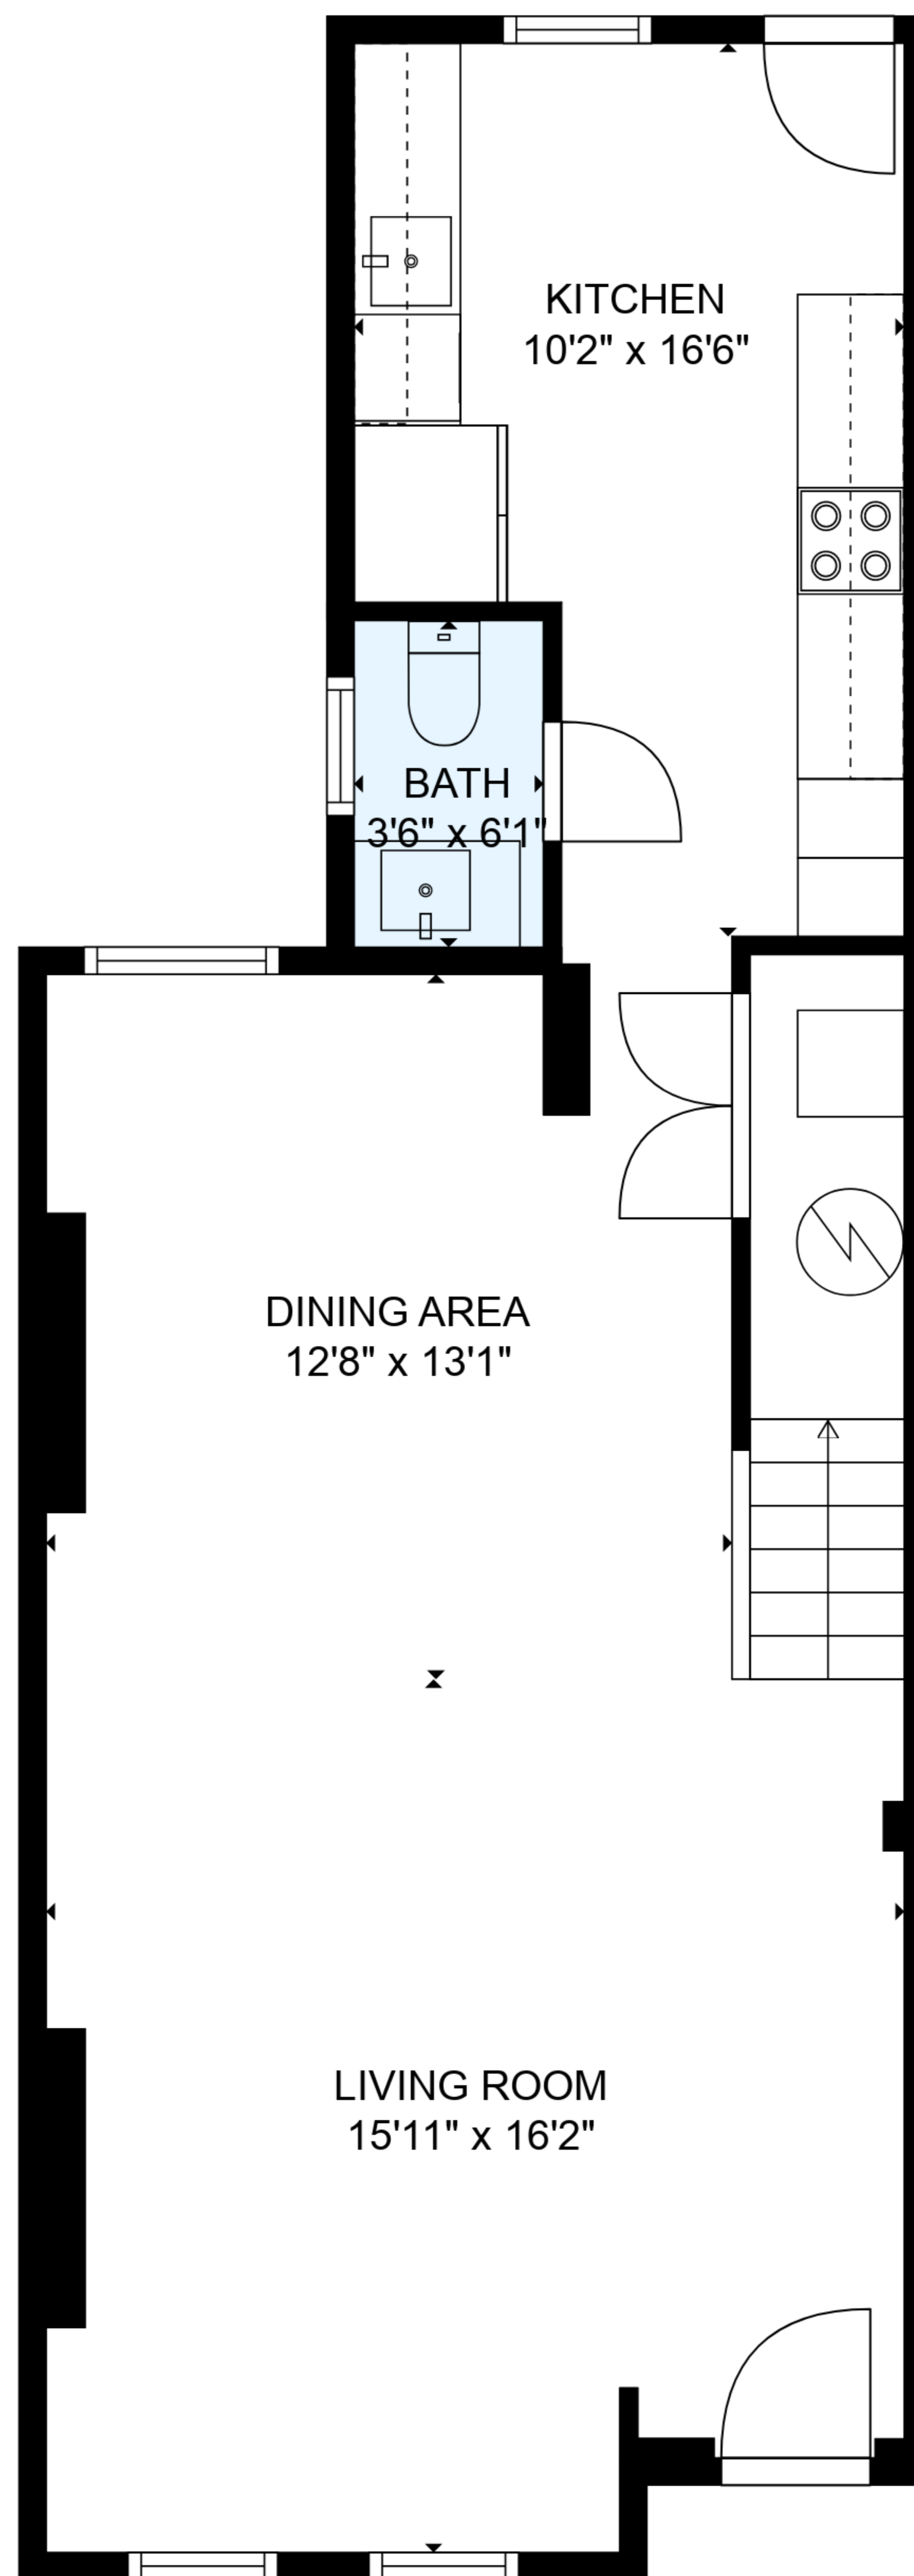 KITCHEN
10'2" x 16'6"
BATH
3'6" x 6'1"
DINING AREA
12'8" x 13'1"
LIVING ROOM
15'11" x 16'2"